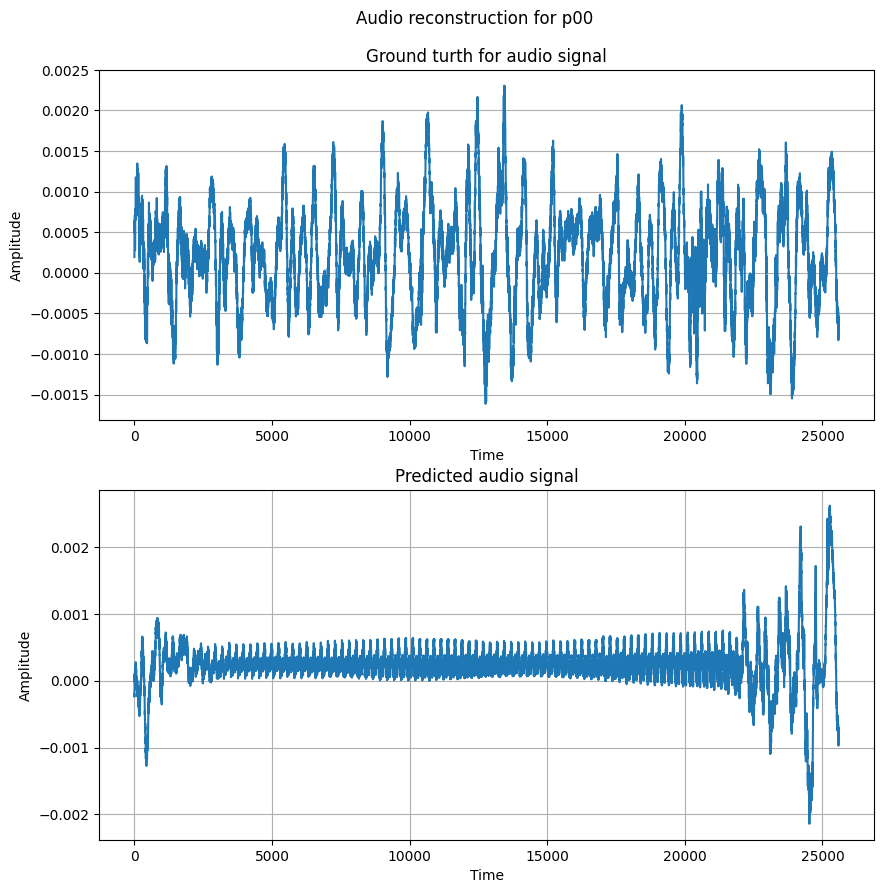 Audio reconstruction for p00
Ground turth for audio signal
0.0025
0.0020
0.0015
0.0010
0.0005
0.0000
−0.0005
−0.0010
−0.0015
Amplitude
0 5000 10000 15000 20000 25000
Time
Predicted audio signal
0.002
0.001
0.000
−0.001
−0.002
Amplitude
0 5000 10000 15000 20000 25000
Time